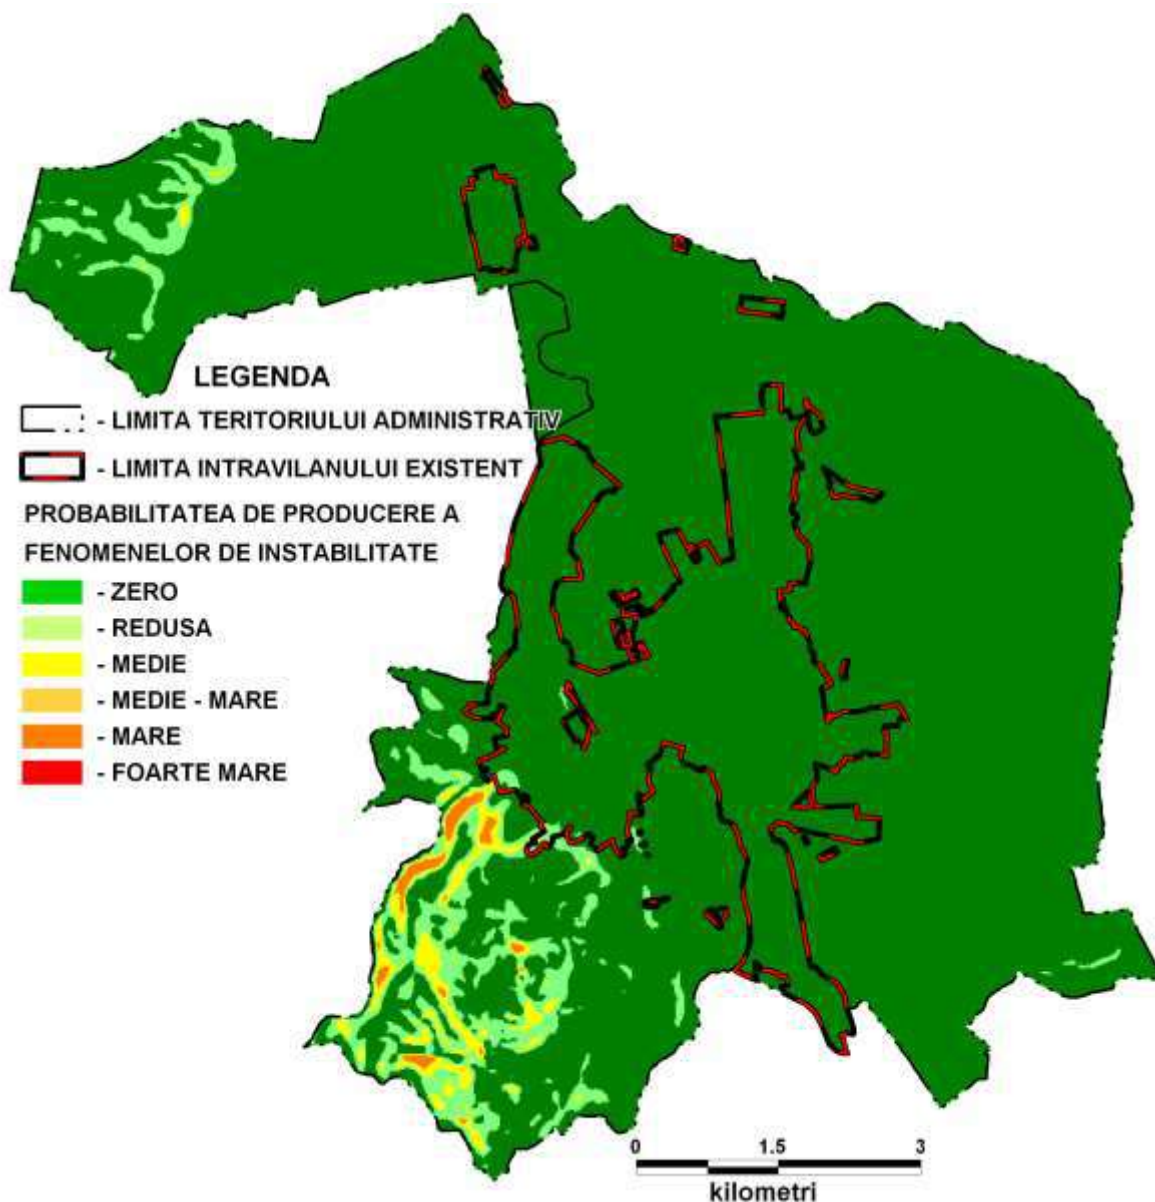 LEGENDA
- LIMITA TERITORIULUI ADMINISTRATIV
- LIMITA INTRAVILANULUI EXISTENT
PROBABILITATEA DE PRODUCERE A
FENOMENELOR DE INSTABILITATE
- ZERO
- REDUSA
- MEDIE
- MEDIE - MARE
- MARE
- FOARTE MARE
0 1.5 3
kilometri